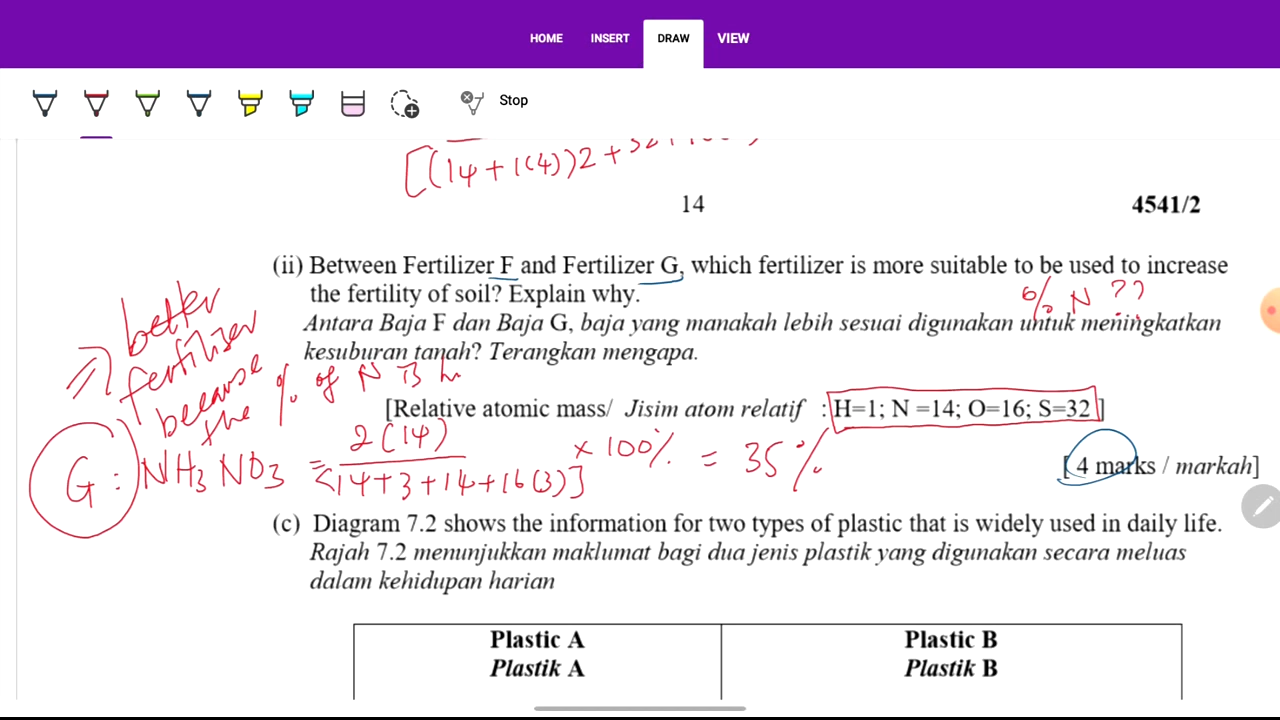 HOME INSERT DRAW VIEW
Stop
[(14 + 1(4))2 +
14 4541/2
(ii) Between Fertilizer F and Fertilizer G, which fertilizer is more suitable to be used to increase
the fertility of soil? Explain why.
% N ??
Antara Baja F dan Baja G, baja yang manakah lebih sesuai digunakan untuk meningkatkan
kesuburan tanah? Terangkan mengapa.
=> better
fertilizer
because
the % of N is
[Relative atomic mass/ Jisim atom relatif : H=1; N =14; O=16; S=32 ]
G : NH3 NO3 = 2(14) / [14+3+14+16(3)] × 100% = 35%
[ 4 marks / markah]
(c) Diagram 7.2 shows the information for two types of plastic that is widely used in daily life.
Rajah 7.2 menunjukkan maklumat bagi dua jenis plastik yang digunakan secara meluas
dalam kehidupan harian
Plastic A Plastic B
Plastik A Plastik B